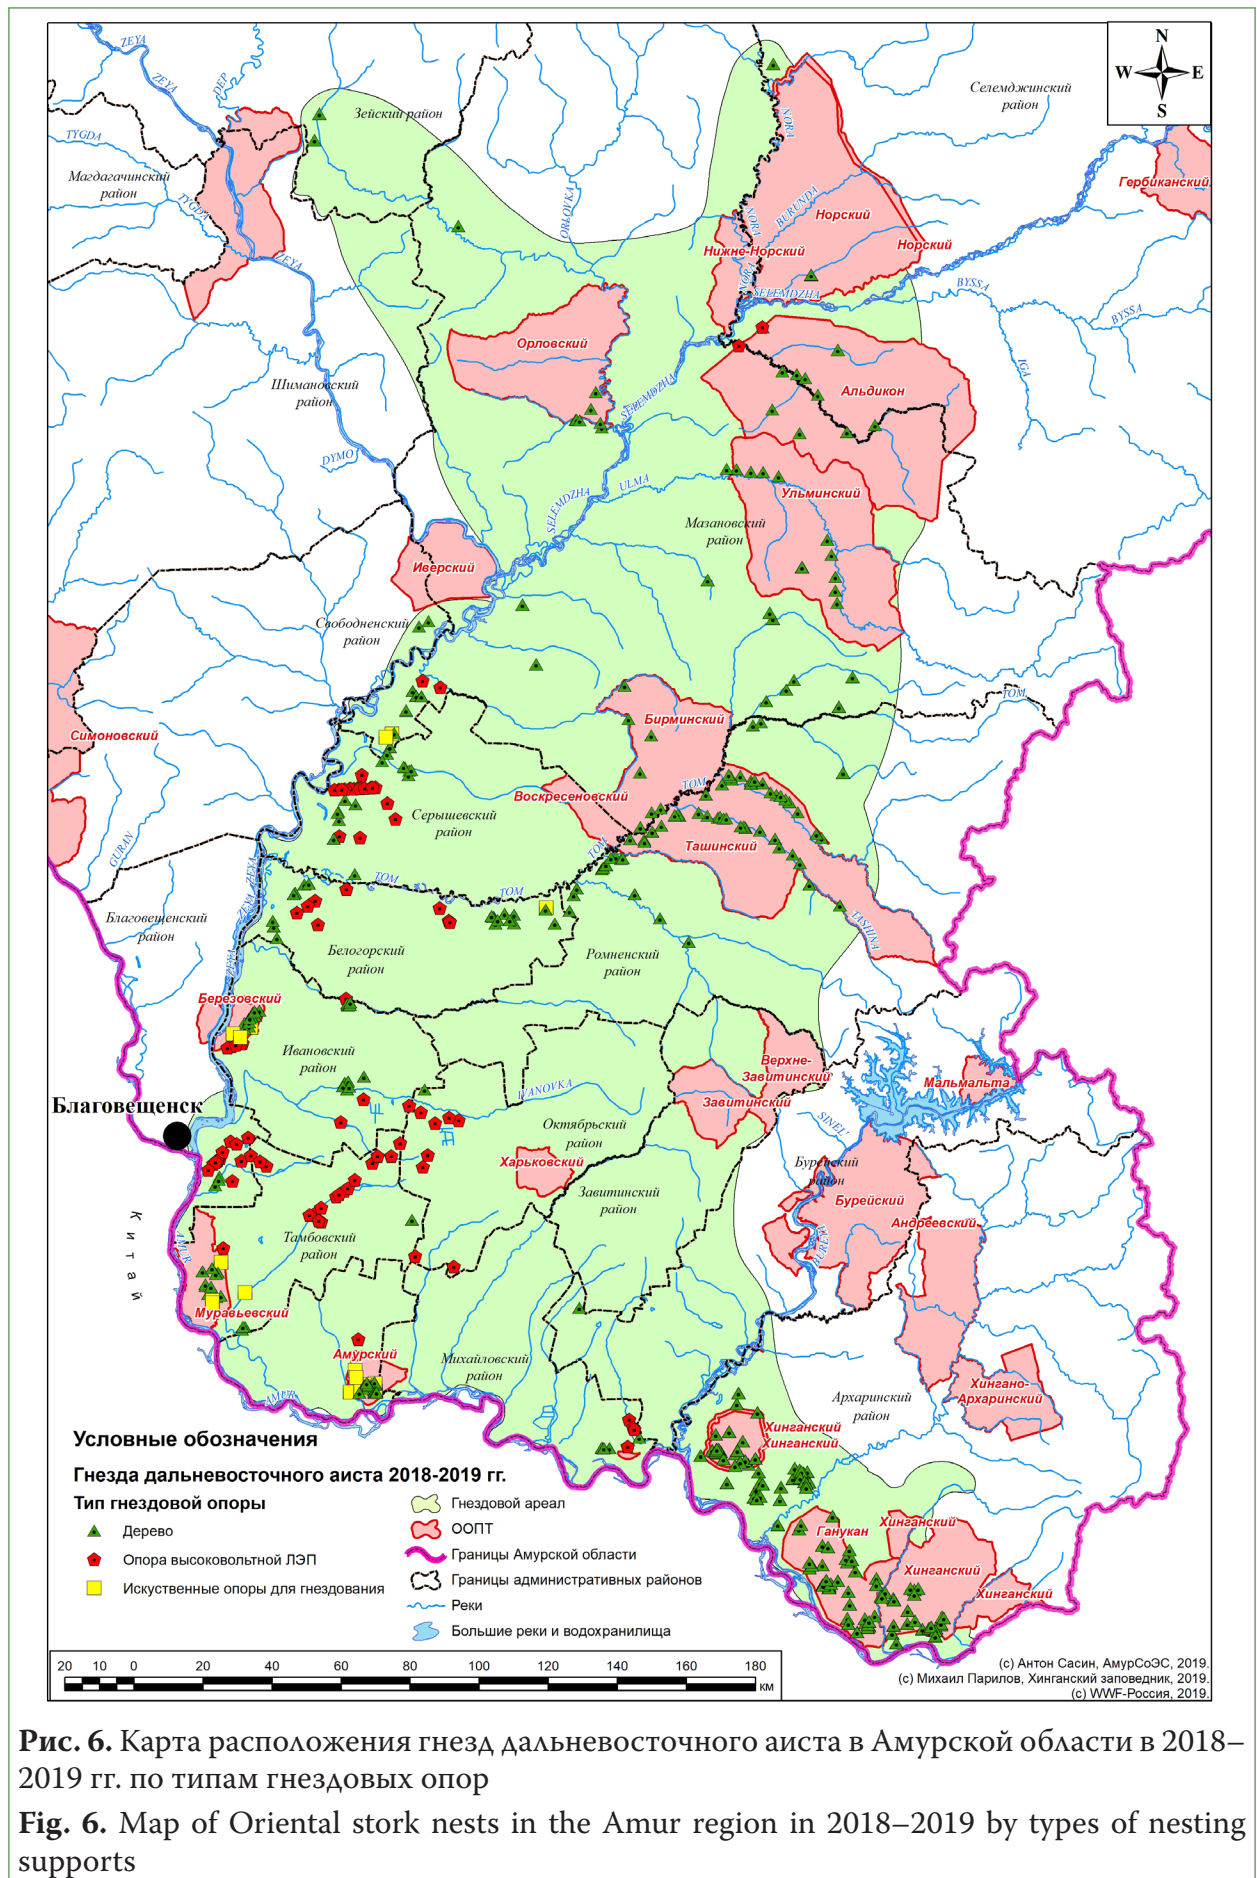 N
W E
S
ZEYA
ZEYA
DEP
Зейский район
Селемджинский
район
TYGDA
NORA
Магдагачинский
район
Гербиканский
TYGDA
ORLOVKA
NORA
BURUNDA
Норский
Норский
Нижне-Норский
ZEYA
NORA
SELEMDZHA
BYSSA
BYSSA
Орловский
IGA
Шимановский
район
SELEMDZHA
Альдикон
DYMO
ULMA
SELEMDZHA
Ульминский
Мазановский
район
Иверский
Свободненский
район
TOM
Симоновский
Бирминский
TOM
Воскресеновский
Серышевский
район
GURAN
TOM
Ташинский
ZEYA
TOM
TOM
ZEYA
TASHINA
Благовещенский
район
Белогорский
район
Ромненский
район
ZEYA
Березовский
Ивановский
район
Верхне-
Завитинский
Мальмальта
IVANOVKA
Завитинский
Благовещенск
Октябрьский
район
SINEL'
Харьковский
Бурейский
район
Завитинский
район
Бурейский
Андреевский
Китай
AMUR
Тамбовский
район
BUREYA
Муравьевский
Амурский
Михайловский
район
Хингано-
Архаринский
AMUR
Архаринский
район
Хинганский
Хинганский
Условные обозначения
Гнезда дальневосточного аиста 2018-2019 гг.
Тип гнездовой опоры
Дерево
Опора высоковольтной ЛЭП
Искуственные опоры для гнездования
Гнездовой ареал
ООПТ
Границы Амурской области
Границы административных районов
Реки
Большие реки и водохранилища
Ганукан
Хинганский
Хинганский
Хинганский
20 10 0 20 40 60 80 100 120 140 160 180
км
(c) Антон Сасин, АмурСоЭС, 2019.
(c) Михаил Парилов, Хинганский заповедник, 2019.
(c) WWF-Россия, 2019.
Рис. 6. Карта расположения гнезд дальневосточного аиста в Амурской области в 2018–
2019 гг. по типам гнездовых опор
Fig. 6. Map of Oriental stork nests in the Amur region in 2018–2019 by types of nesting
supports